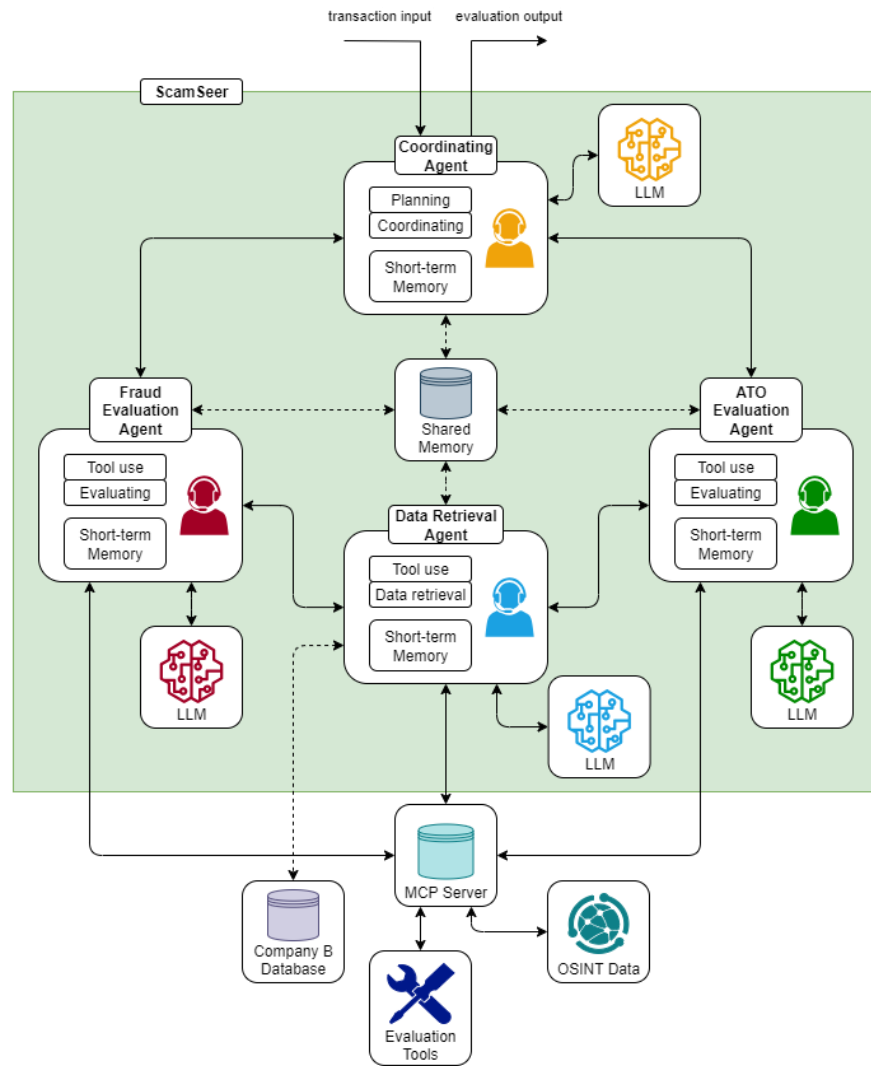 transaction input
evaluation output
ScamSeer
Coordinating
Agent
Planning
Coordinating
Short-term
Memory
LLM
Fraud
Evaluation
Agent
Tool use
Evaluating
Short-term
Memory
LLM
Shared
Memory
ATO
Evaluation
Agent
Tool use
Evaluating
Short-term
Memory
LLM
Data Retrieval
Agent
Tool use
Data retrieval
Short-term
Memory
LLM
MCP Server
Company B
Database
OSINT Data
Evaluation
Tools